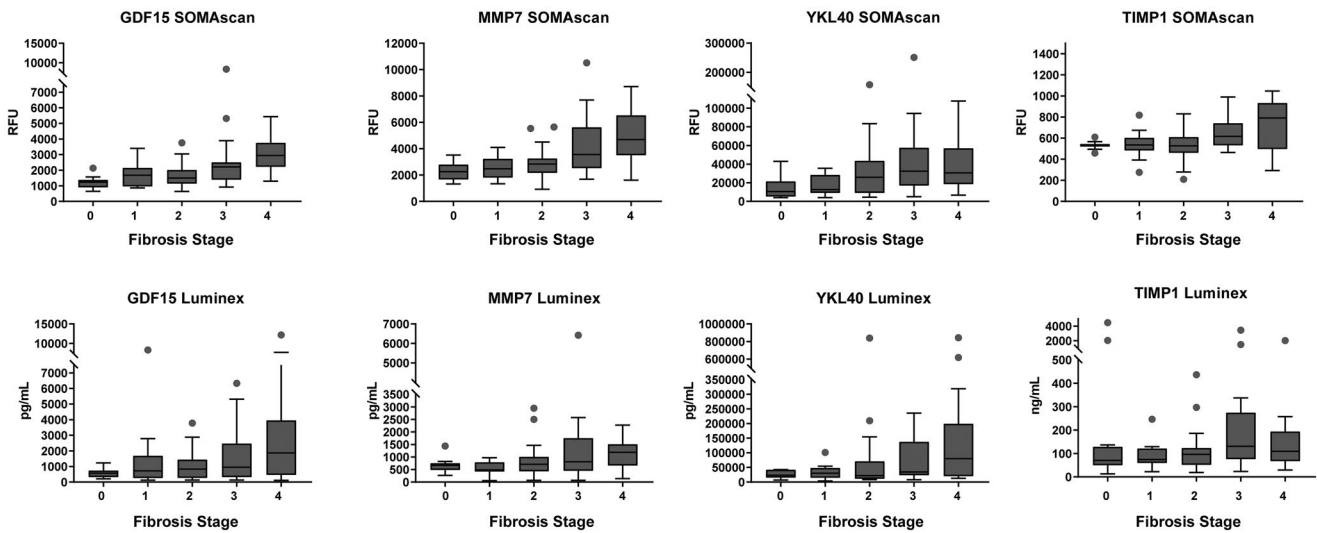 GDF15 SOMAscan
RFU
15000
10000
7000
6000
5000
4000
3000
2000
1000
0
0 1 2 3 4
Fibrosis Stage
MMP7 SOMAscan
RFU
12000
10000
8000
6000
4000
2000
0
0 1 2 3 4
Fibrosis Stage
YKL40 SOMAscan
RFU
300000
200000
100000
80000
60000
40000
20000
0
0 1 2 3 4
Fibrosis Stage
TIMP1 SOMAscan
RFU
1400
1200
1000
800
600
400
200
0
0 1 2 3 4
Fibrosis Stage
GDF15 Luminex
pg/mL
15000
10000
7000
6000
5000
4000
3000
2000
1000
0
0 1 2 3 4
Fibrosis Stage
MMP7 Luminex
pg/mL
7000
6000
5000
3500
3000
2500
2000
1500
1000
500
0
0 1 2 3 4
Fibrosis Stage
YKL40 Luminex
pg/mL
1000000
800000
600000
350000
300000
250000
200000
150000
100000
50000
0
0 1 2 3 4
Fibrosis Stage
TIMP1 Luminex
ng/mL
4000
2000
500
400
300
200
100
0
0 1 2 3 4
Fibrosis Stage